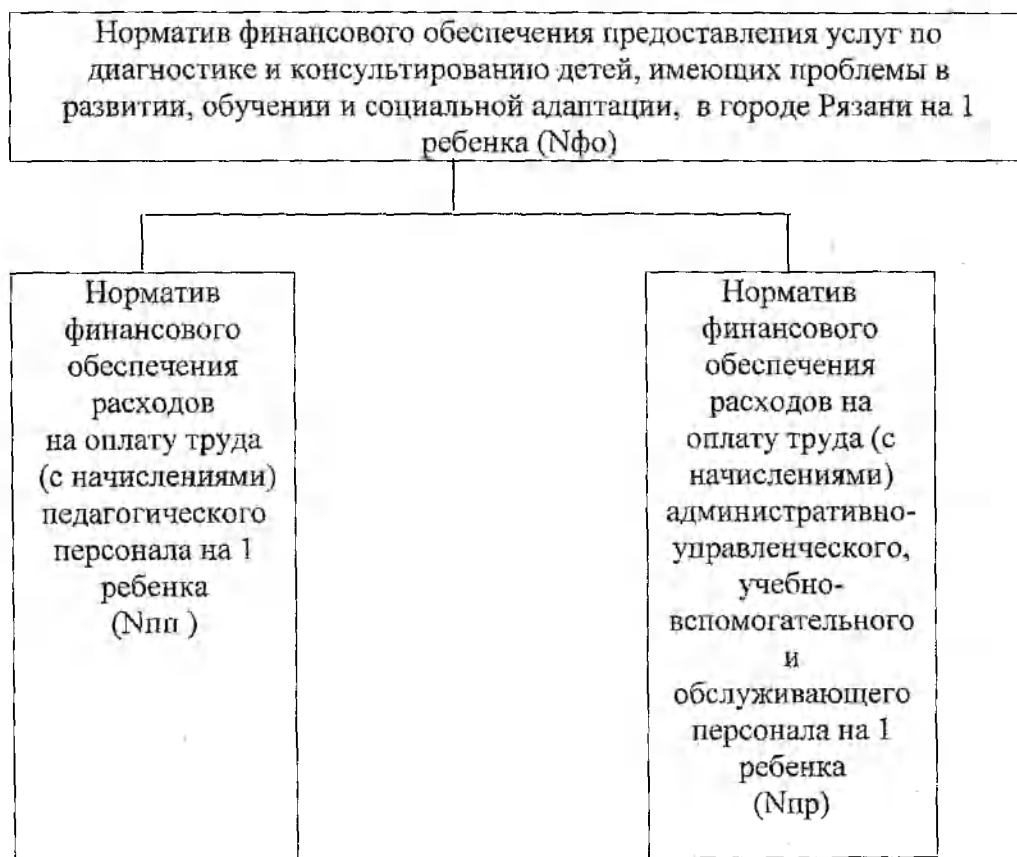 Норматив финансового обеспечения предоставления услуг по
диагностике и консультированию детей, имеющих проблемы в
развитии, обучении и социальной адаптации, в городе Рязани на 1
ребенка (Nфо)
Норматив
финансового
обеспечения
расходов
на оплату труда
(с начислениями)
педагогического
персонала на 1
ребенка
(Nпп )
Норматив
финансового
обеспечения
расходов на
оплату труда (с
начислениями)
административно-
управленческого,
учебно-
вспомогательного
и
обслуживающего
персонала на 1
ребенка
(Nпр)